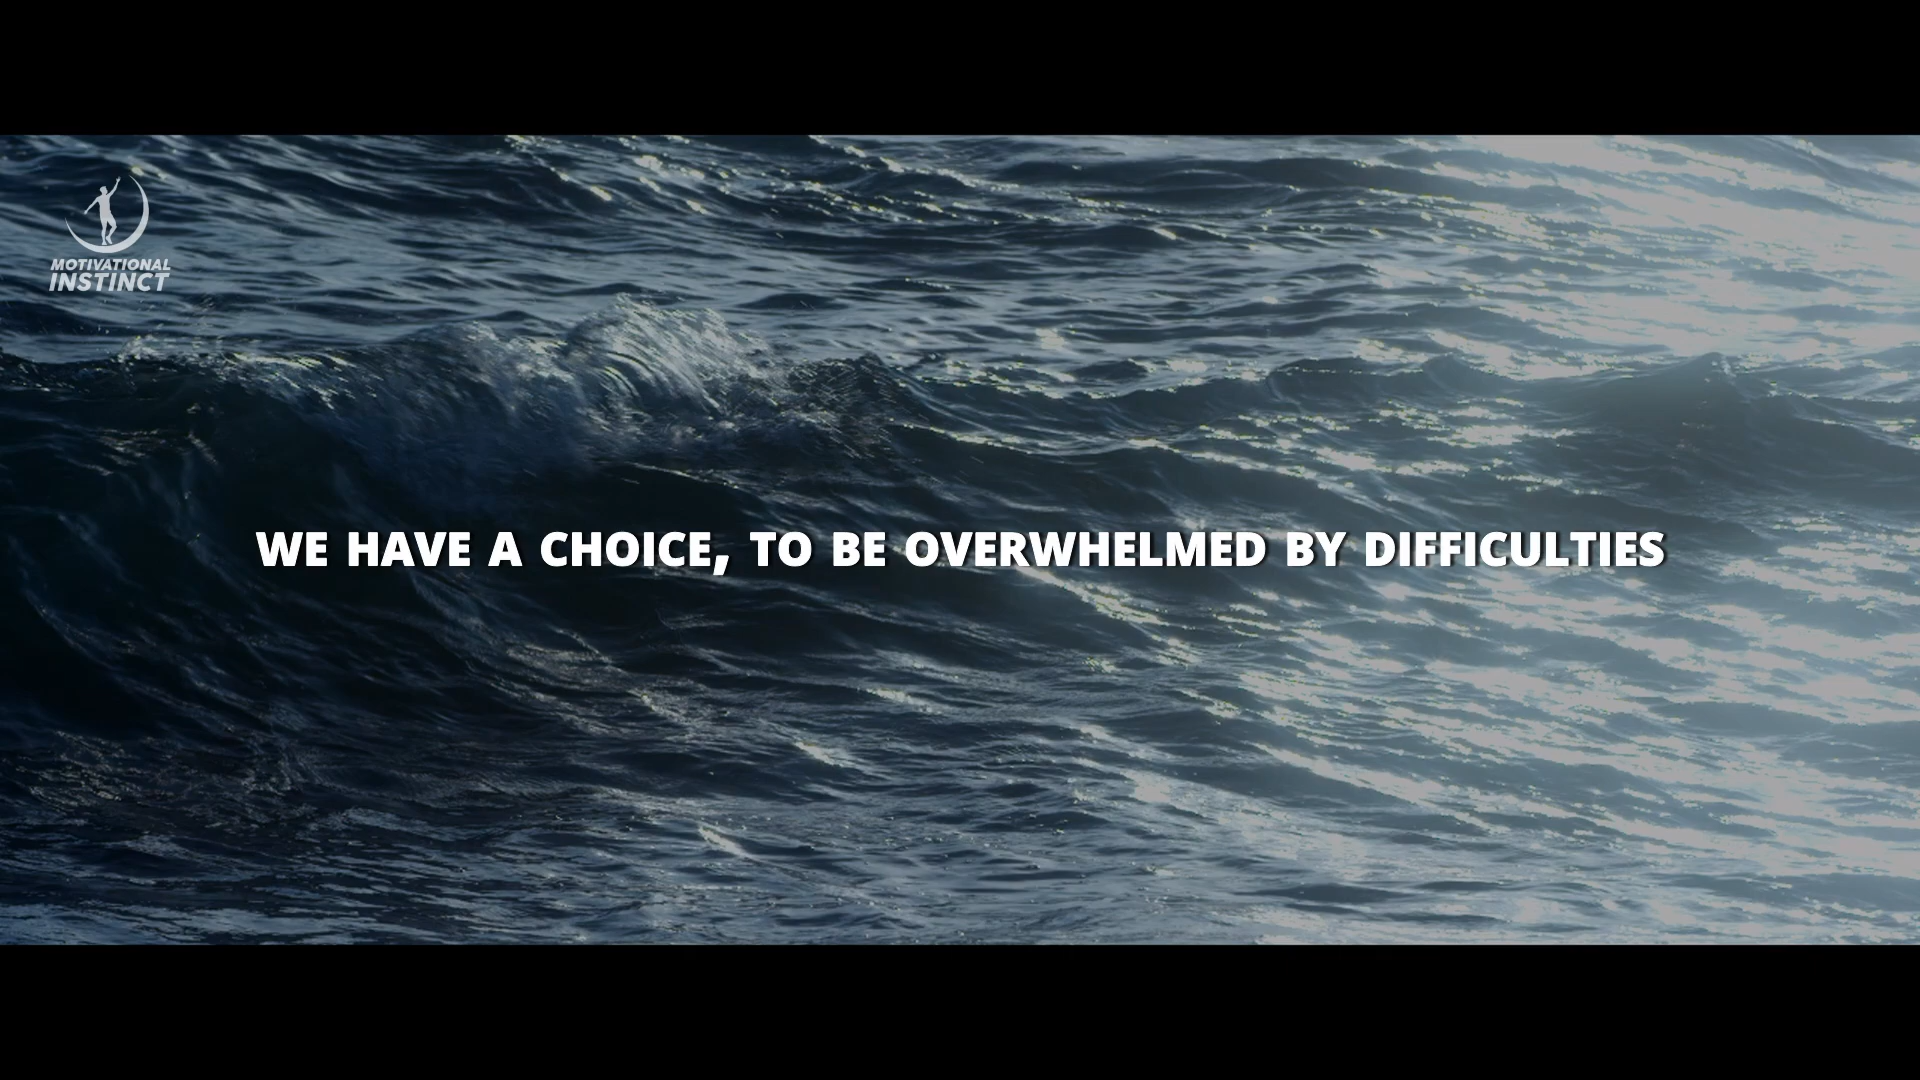 MOTIVATIONAL
INSTINCT
WE HAVE A CHOICE, TO BE OVERWHELMED BY DIFFICULTIES